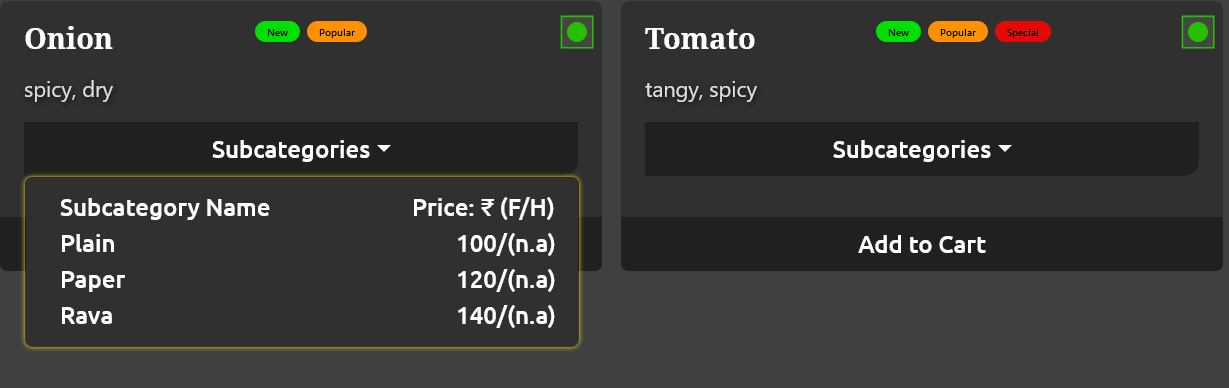 Onion
New
Popular
spicy, dry
Subcategories
Subcategory Name Price: ₹ (F/H)
Plain 100/(n.a)
Paper 120/(n.a)
Rava 140/(n.a)
Tomato
New
Popular
Special
tangy, spicy
Subcategories
Add to Cart